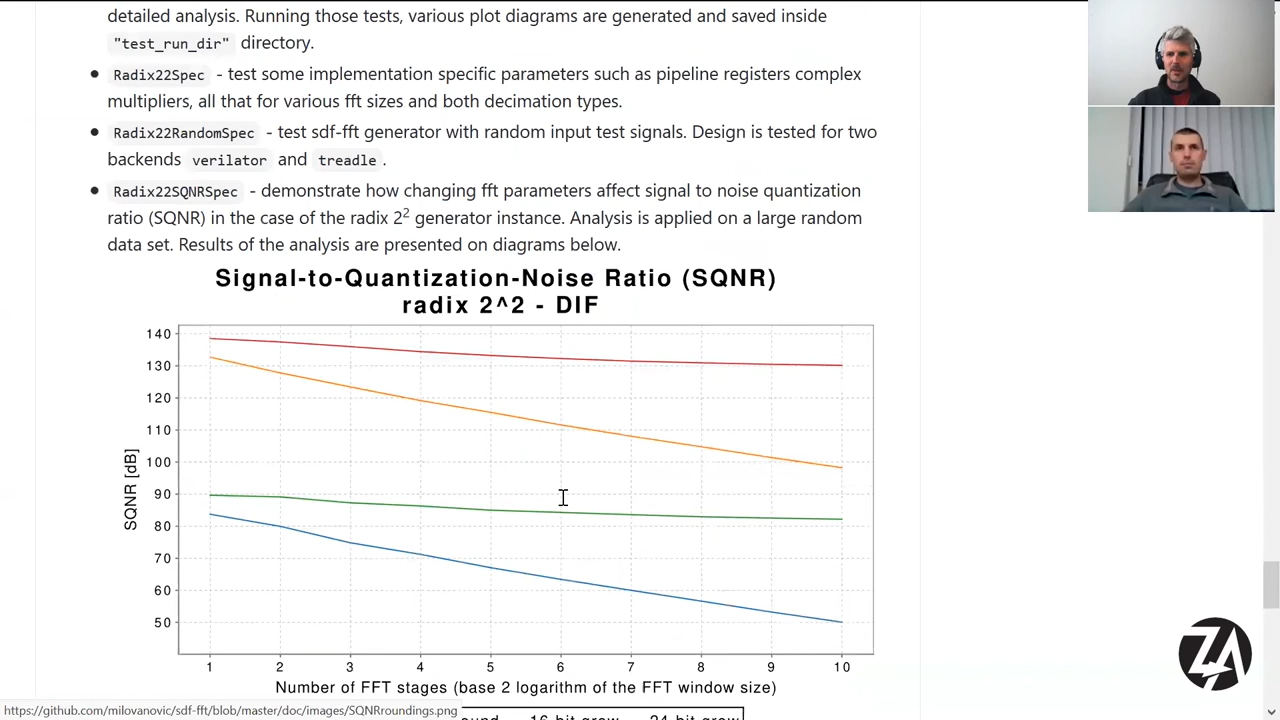 detailed analysis. Running those tests, various plot diagrams are generated and saved inside
"test_run_dir" directory.
Radix22Spec - test some implementation specific parameters such as pipeline registers complex
multipliers, all that for various fft sizes and both decimation types.
Radix22RandomSpec - test sdf-fft generator with random input test signals. Design is tested for two
backends verilator and treadle.
Radix22SQNRSpec - demonstrate how changing fft parameters affect signal to noise quantization
ratio (SQNR) in the case of the radix 2² generator instance. Analysis is applied on a large random
data set. Results of the analysis are presented on diagrams below.
Signal-to-Quantization-Noise Ratio (SQNR)
radix 2^2 - DIF
140
130
120
110
100
90
80
70
60
50
SQNR [dB]
1 2 3 4 5 6 7 8 9 10
Number of FFT stages (base 2 logarithm of the FFT window size)
https://github.com/milovanovic/sdf-fft/blob/master/doc/images/SQNRroundings.png
16-bit grow 24-bit grow